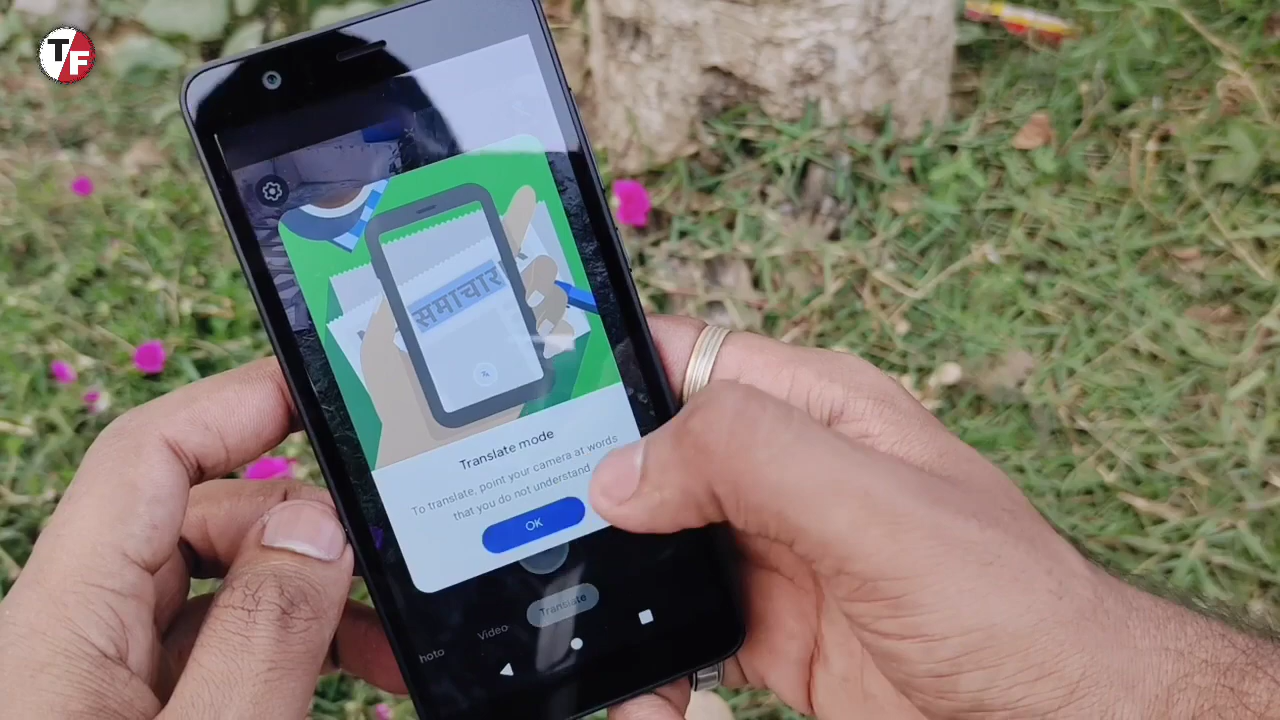 TF
समाचार
Translate mode
To translate, point your camera at words
that you do not understand
OK
Translate
Video
hoto